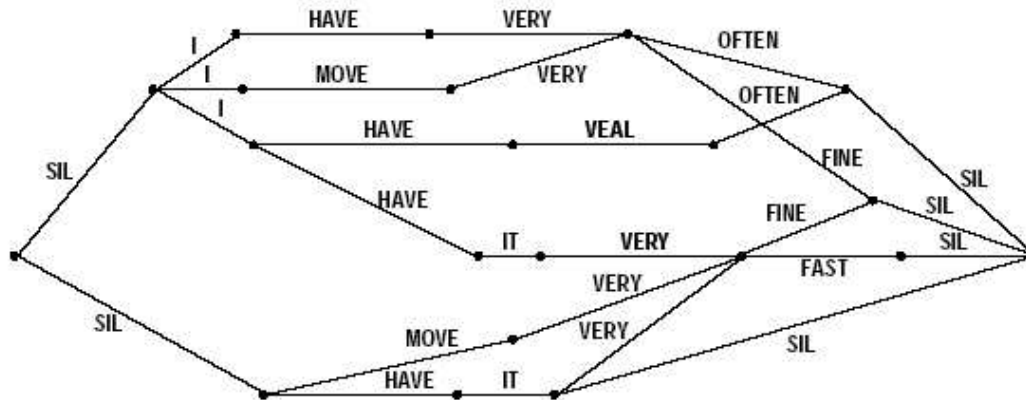 HAVE VERY
I OFTEN
I MOVE VERY
I OFTEN
HAVE VEAL
SIL FINE SIL
HAVE
FINE SIL
IT VERY SIL
FAST
VERY
SIL VERY
MOVE SIL
HAVE IT